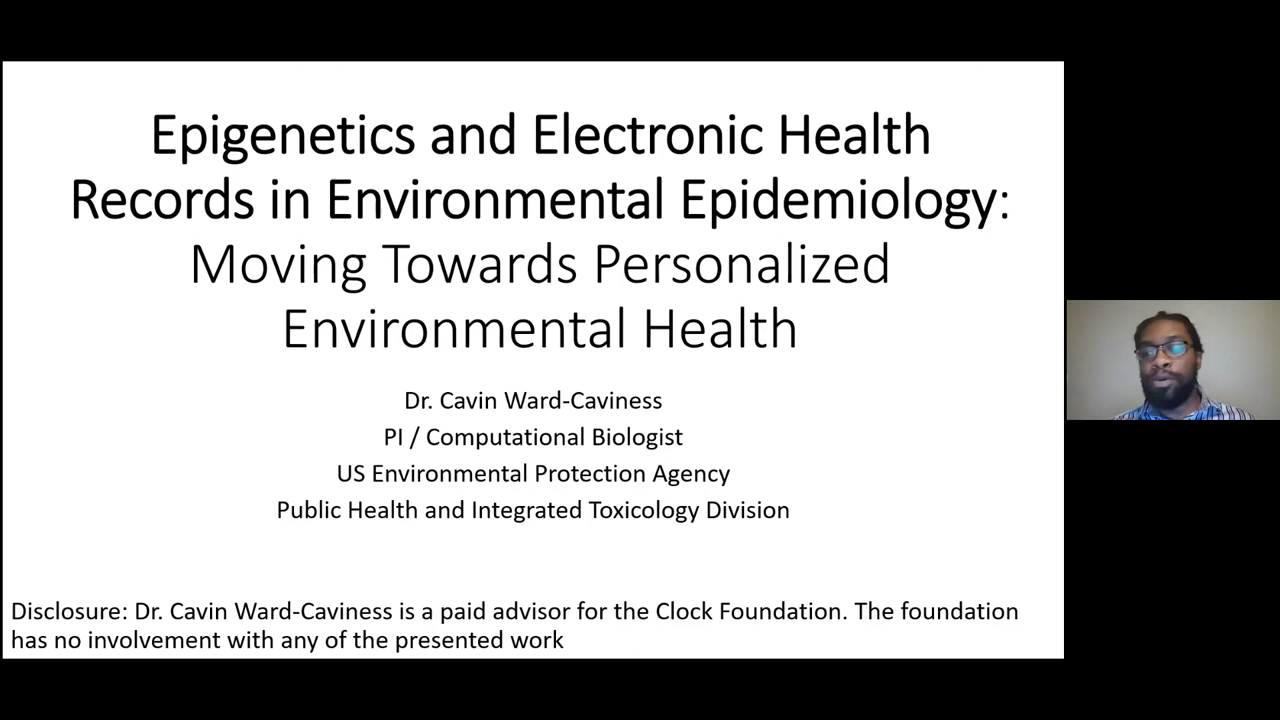 Epigenetics and Electronic Health
Records in Environmental Epidemiology:
Moving Towards Personalized
Environmental Health
Dr. Cavin Ward-Caviness
PI / Computational Biologist
US Environmental Protection Agency
Public Health and Integrated Toxicology Division
Disclosure: Dr. Cavin Ward-Caviness is a paid advisor for the Clock Foundation. The foundation
has no involvement with any of the presented work